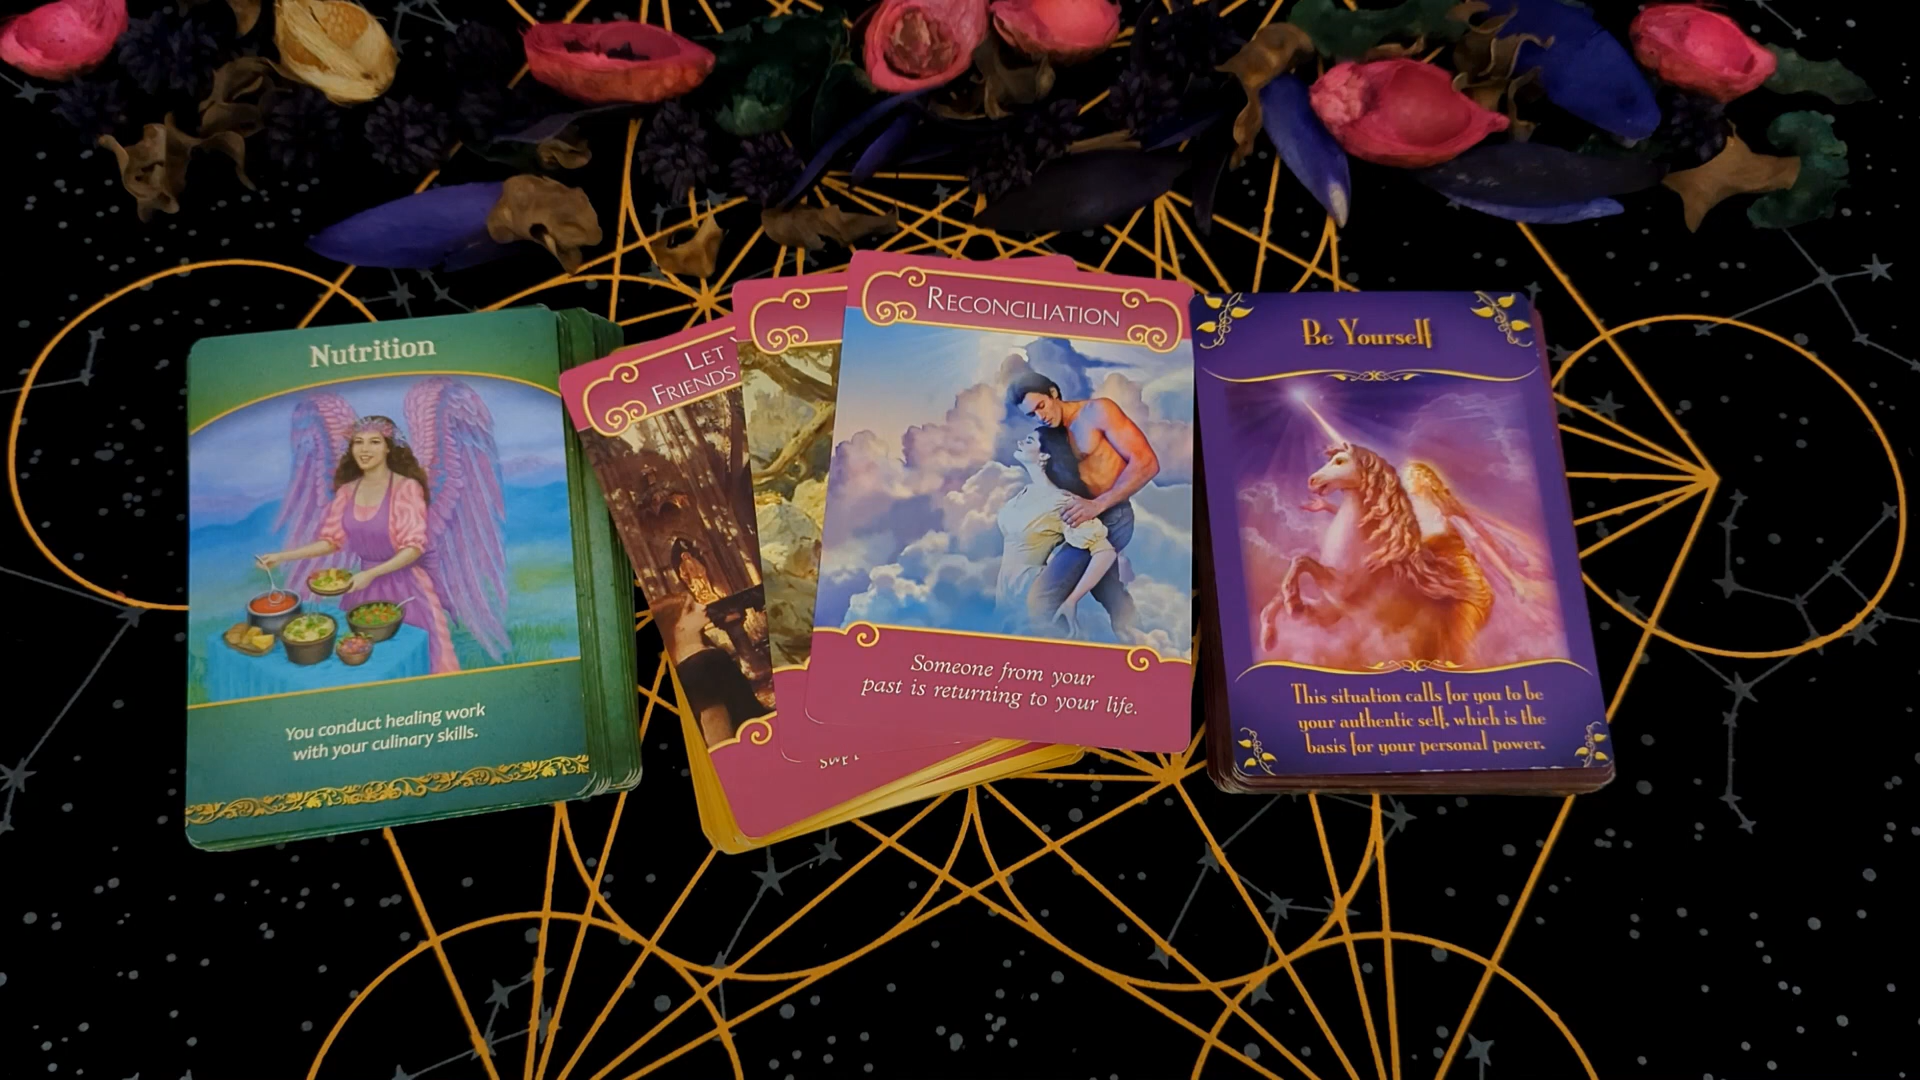 Nutrition
You conduct healing work
with your culinary skills.
LET
FRIENDS
RECONCILIATION
Someone from your
past is returning to your life.
Be Yourself
This situation calls for you to be
your authentic self, which is the
basis for your personal power.